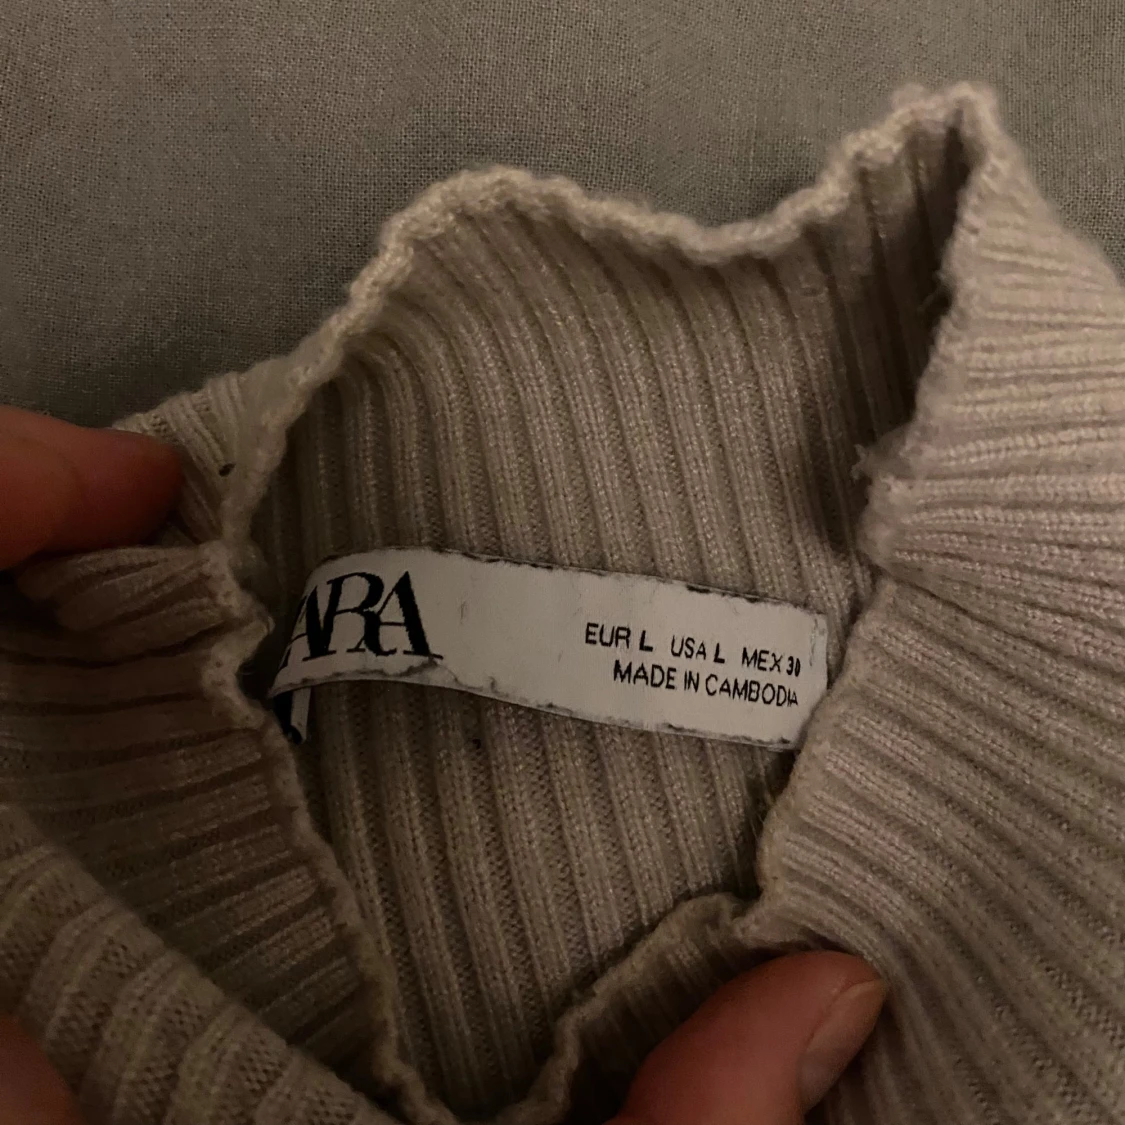 ZARA
EUR L USA L MEX 30
MADE IN CAMBODIA